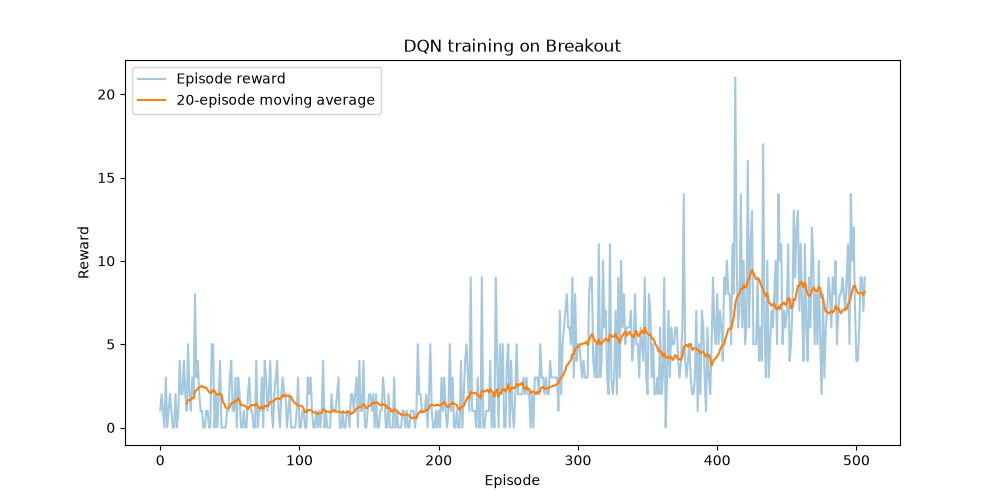 DQN training on Breakout
Episode reward
20-episode moving average
20
15
10
5
0
Reward
0 100 200 300 400 500
Episode